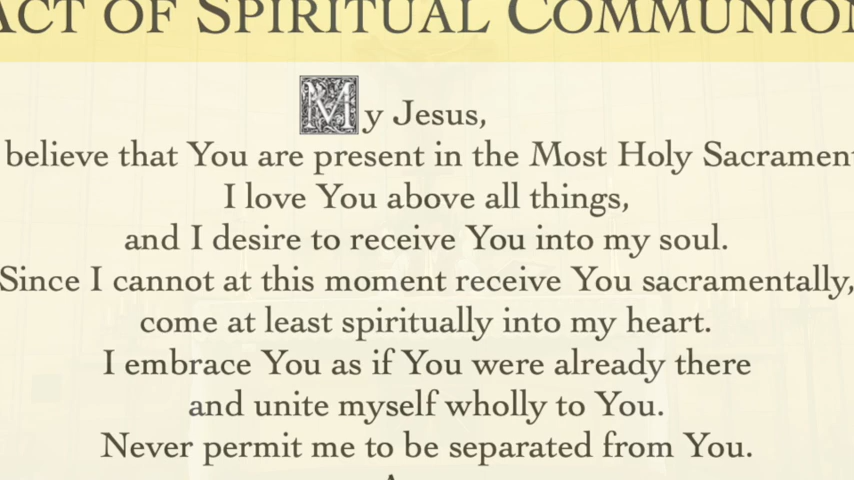 ACT OF SPIRITUAL COMMUNION
My Jesus,
believe that You are present in the Most Holy Sacrament
I love You above all things,
and I desire to receive You into my soul.
Since I cannot at this moment receive You sacramentally,
come at least spiritually into my heart.
I embrace You as if You were already there
and unite myself wholly to You.
Never permit me to be separated from You.